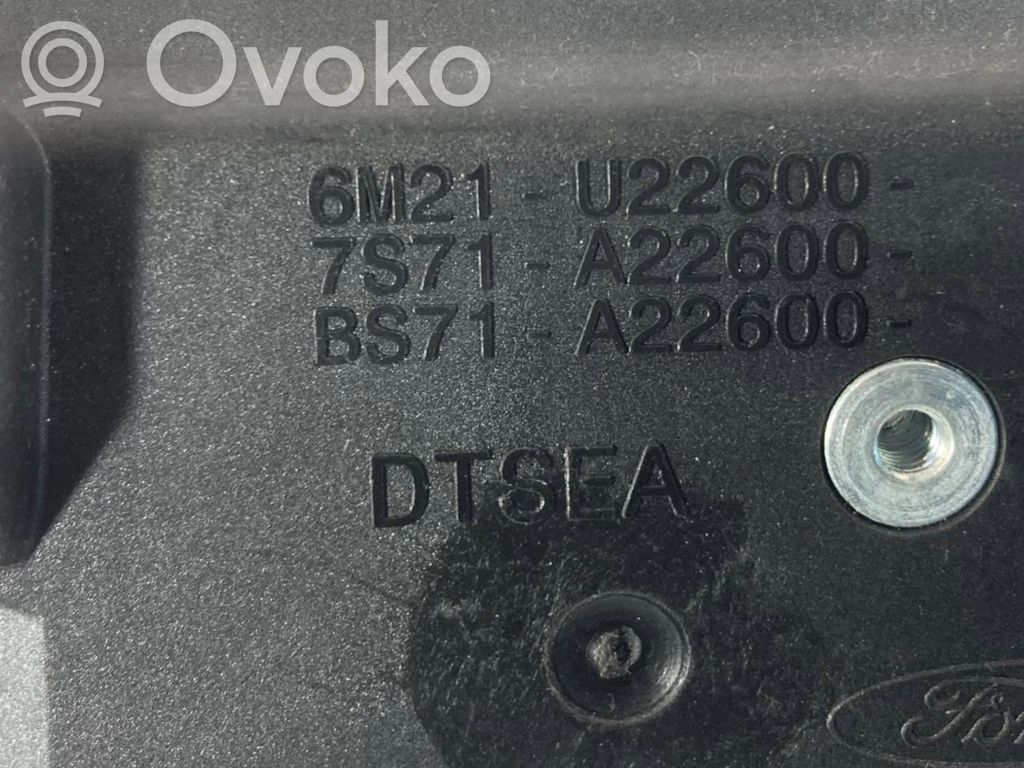 Ovoko
6M21 - U22600 -
7S71 - A22600 -
BS71 - A22600 -
DTSEA